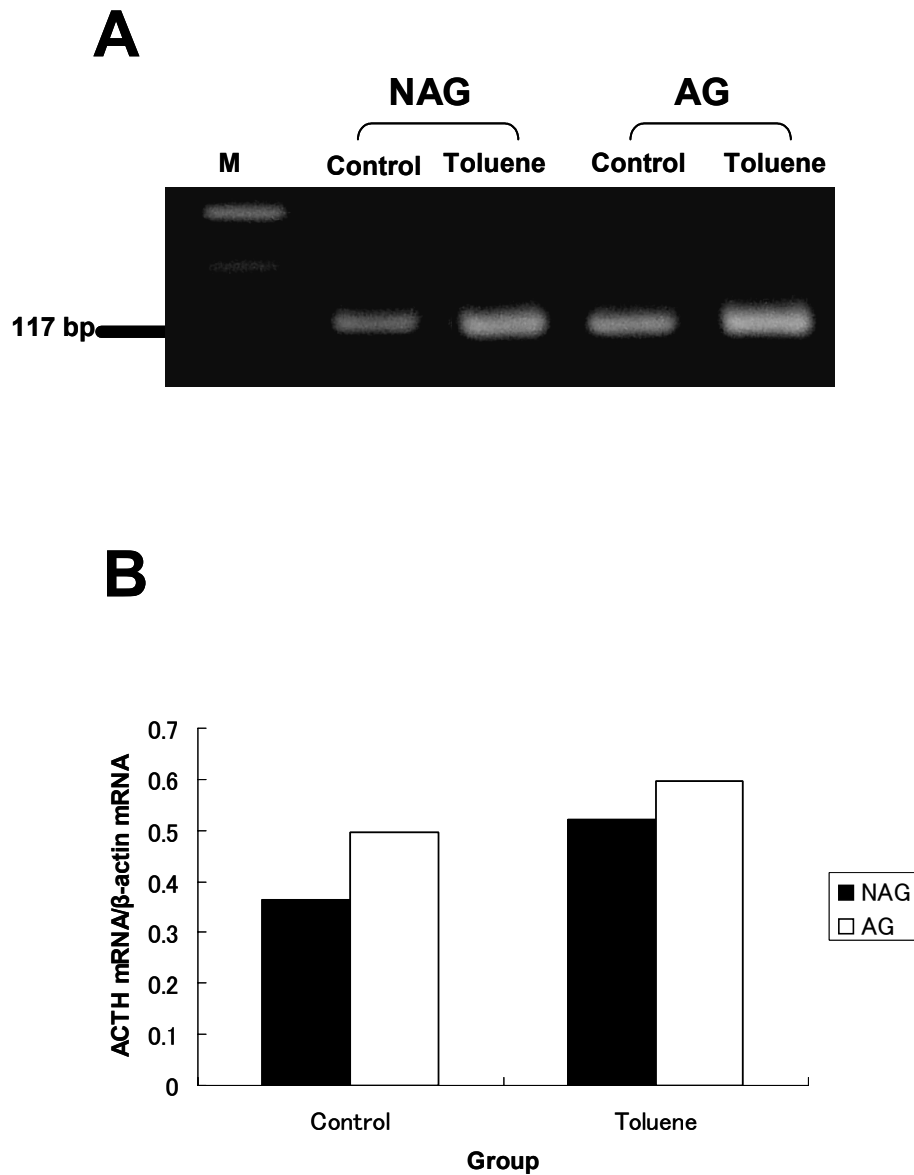 A
NAG AG
M Control Toluene Control Toluene
117 bp
B
0.7
0.6
0.5
0.4
0.3
0.2
0.1
0
ACTH mRNA/β-actin mRNA
Control Toluene
Group
NAG
AG